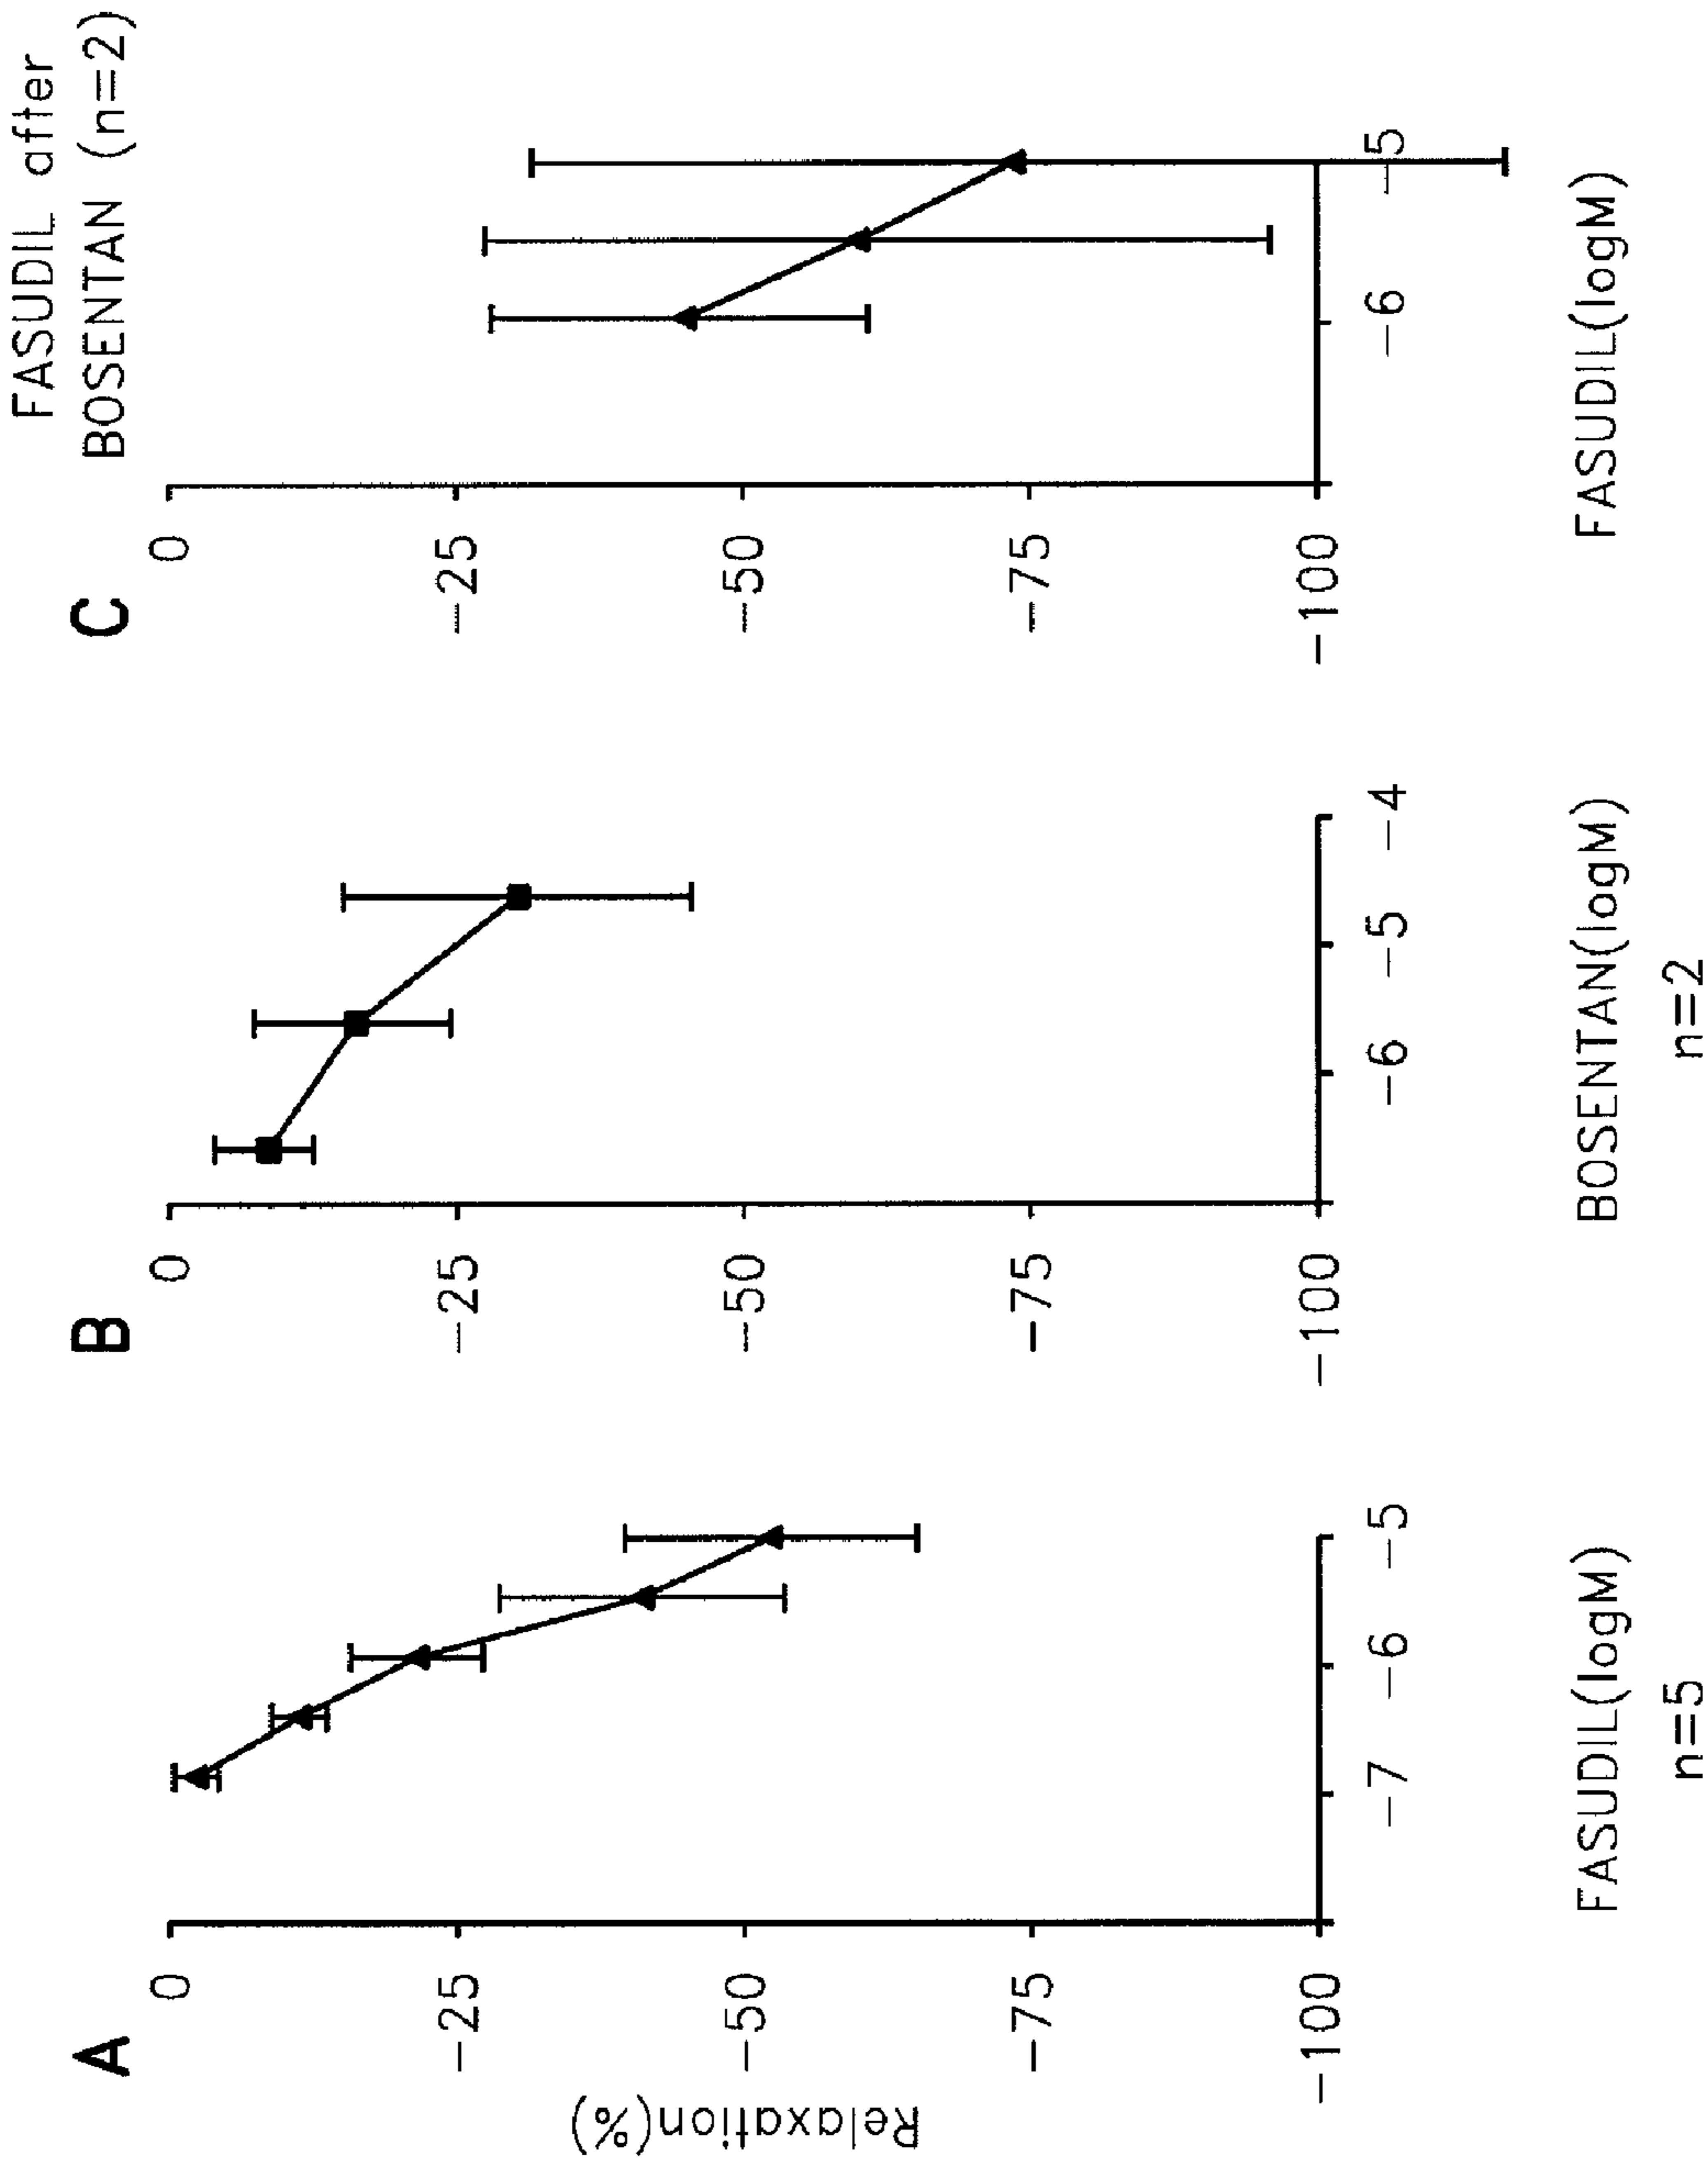 A
Relaxation(%)
0
−25
−50
−75
−100
−7
−6
−5
FASUDIL(logM)
n=5
B
0
−25
−50
−75
−100
−6
−5
−4
BOSENTAN(logM)
n=2
C
FASUDIL after
BOSENTAN (n=2)
0
−25
−50
−75
−100
−6
−5
FASUDIL(logM)